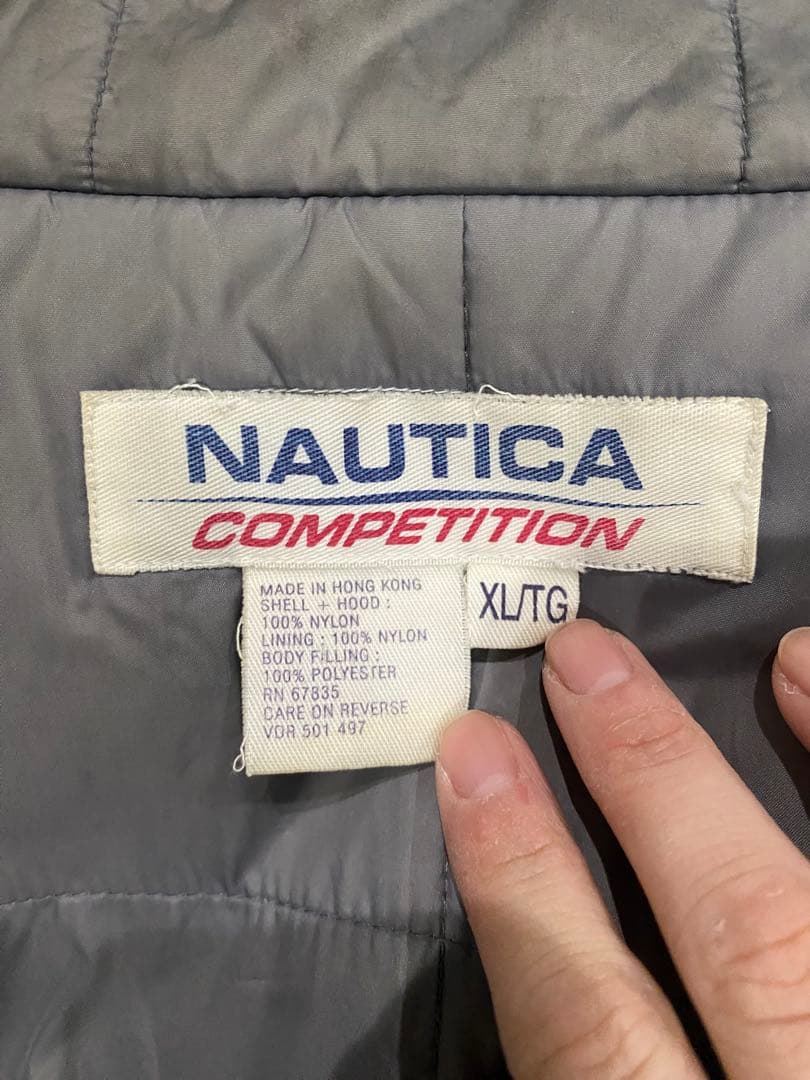 NAUTICA
COMPETITION
XL/TG
MADE IN HONG KONG
SHELL + HOOD :
100% NYLON
LINING : 100% NYLON
BODY FILLING :
100% POLYESTER
RN 67835
CARE ON REVERSE
VDR 501 497